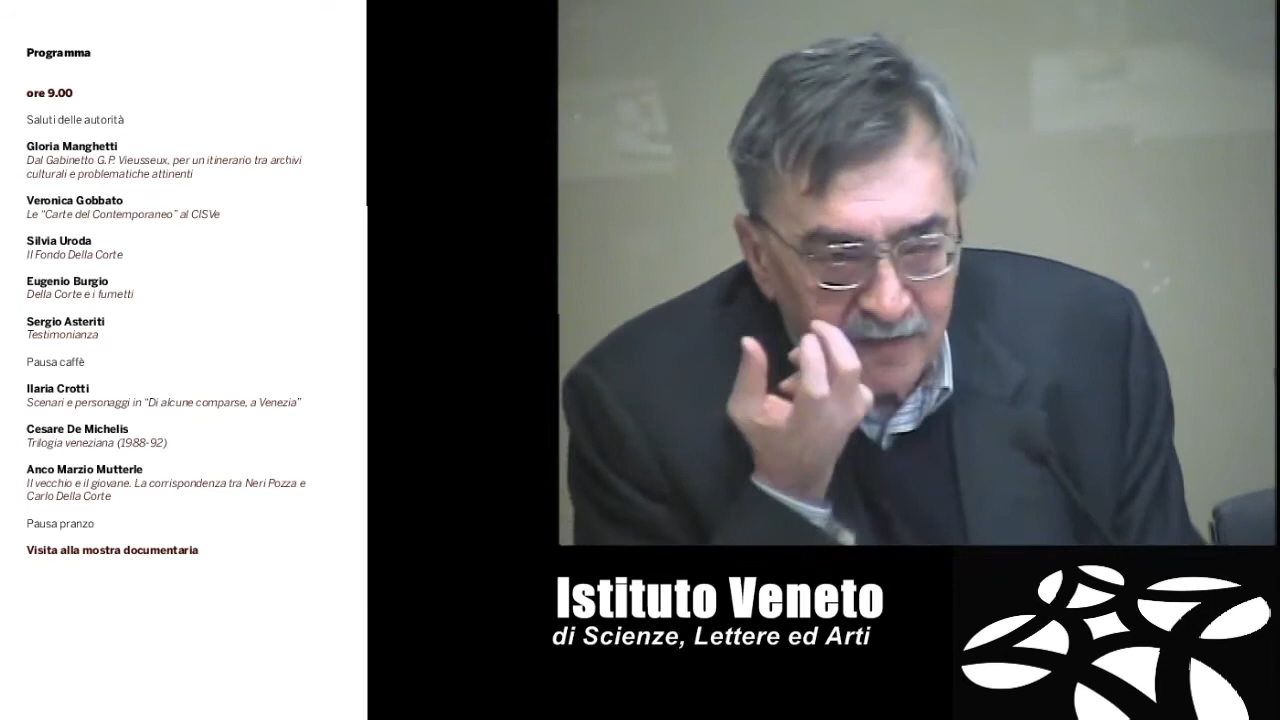 Programma
ore 9.00
Saluti delle autorità
Gloria Manghetti
Dal Gabinetto G.P. Vieusseux, per un itinerario tra archivi
culturali e problematiche attinenti
Veronica Gobbato
Le "Carte del Contemporaneo" al CISVe
Silvia Uroda
Il Fondo Della Corte
Eugenio Burgio
Della Corte e i fumetti
Sergio Asteriti
Testimonianza
Pausa caffè
Ilaria Crotti
Scenari e personaggi in "Di alcune comparse, a Venezia"
Cesare De Michelis
Trilogia veneziana (1988-92)
Anco Marzio Mutterle
Il vecchio e il giovane. La corrispondenza tra Neri Pozza e
Carlo Della Corte
Pausa pranzo
Visita alla mostra documentaria
Istituto Veneto
di Scienze, Lettere ed Arti